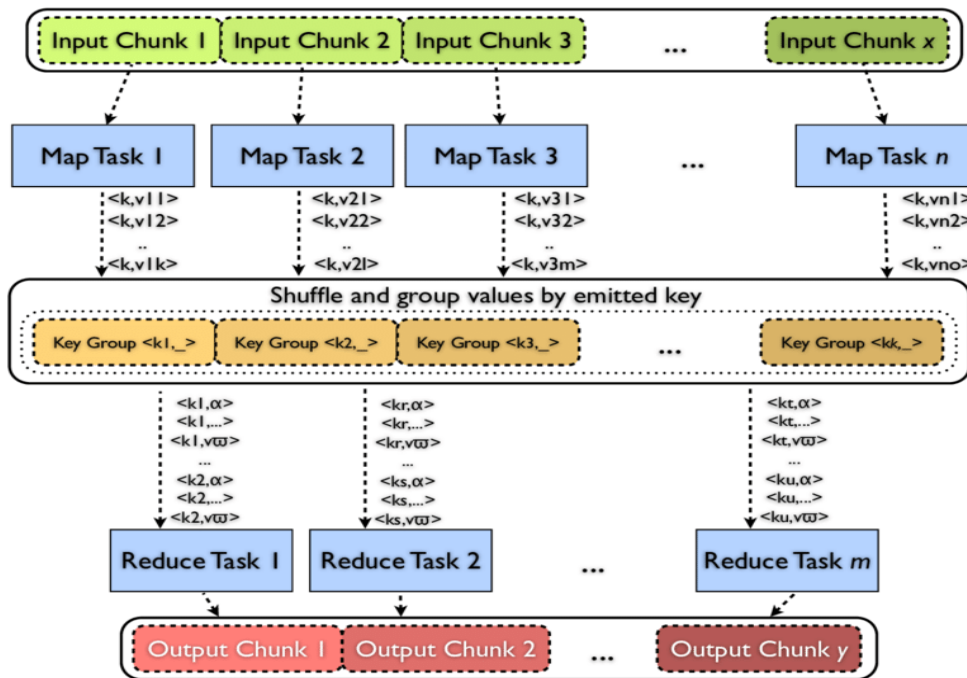 Input Chunk 1 Input Chunk 2 Input Chunk 3 ... Input Chunk x
Map Task 1 Map Task 2 Map Task 3 ... Map Task n
<k,v11> <k,v21> <k,v31> <k,vn1>
<k,v12> <k,v22> <k,v32> <k,vn2>
.. .. .. ..
<k,v1k> <k,v2l> <k,v3m> <k,vno>
Shuffle and group values by emitted key
Key Group <k1,_> Key Group <k2,_> Key Group <k3,_> ... Key Group <kk,_>
<k1,α> <kr,α> <kt,α>
<k1,...> <kr,...> <kt,...>
<k1,vϖ> <kr,vϖ> <kt,vϖ>
... ... ...
<k2,α> <ks,α> <ku,α>
<k2,...> <ks,...> <ku,...>
<k2,vϖ> <ks,vϖ> <ku,vϖ>
Reduce Task 1 Reduce Task 2 ... Reduce Task m
Output Chunk 1 Output Chunk 2 ... Output Chunk y